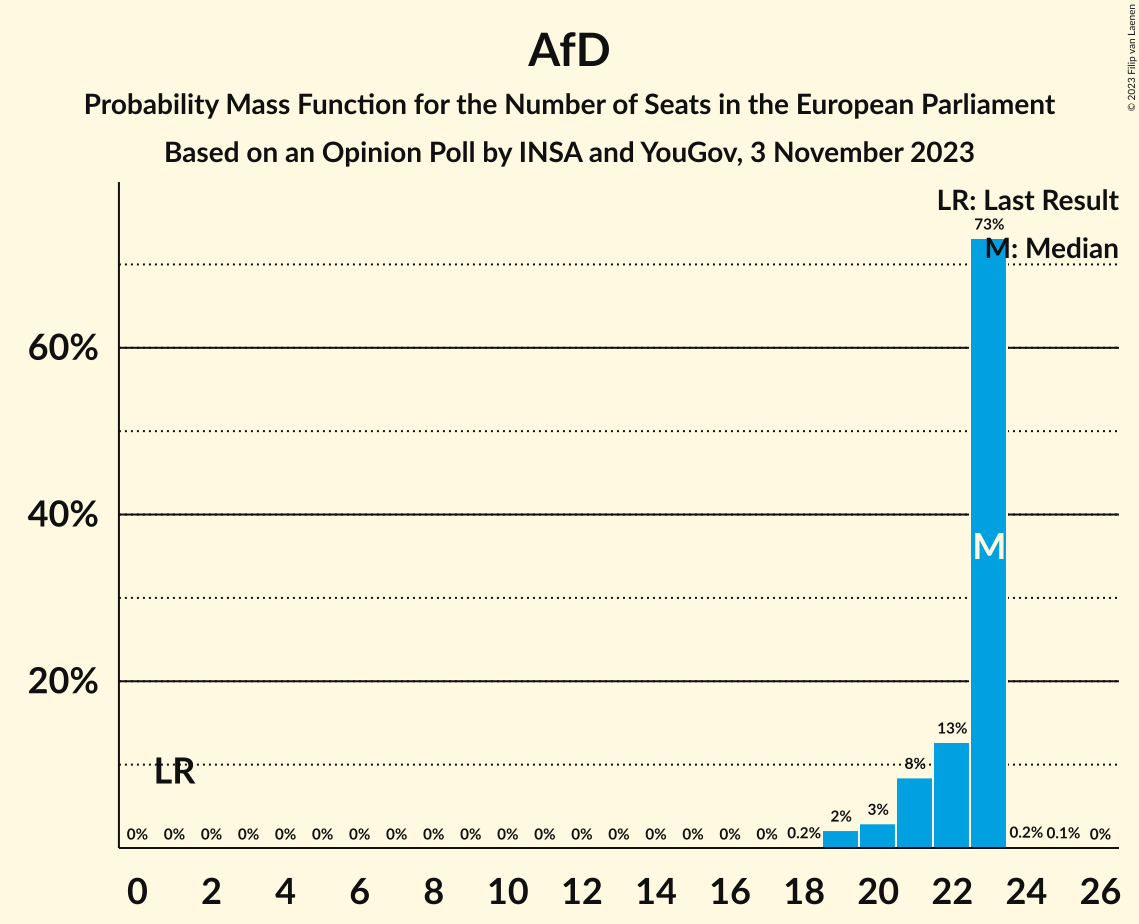 AfD
Probability Mass Function for the Number of Seats in the European Parliament
Based on an Opinion Poll by INSA and YouGov, 3 November 2023
© 2023 Filip van Laenen
LR: Last Result
M: Median
73%
60%
40%
M
20%
13%
LR
8%
0% 0% 0% 0% 0% 0% 0% 0% 0% 0% 0% 0% 0% 0% 0% 0% 0% 0% 0.2% 2% 3% 0.2% 0.1% 0%
0 2 4 6 8 10 12 14 16 18 20 22 24 26